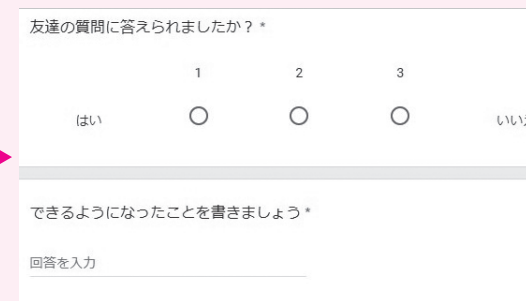 友達の質問に答えられましたか？ *
1 2 3
はい いい
できるようになったことを書きましょう *
回答を入力